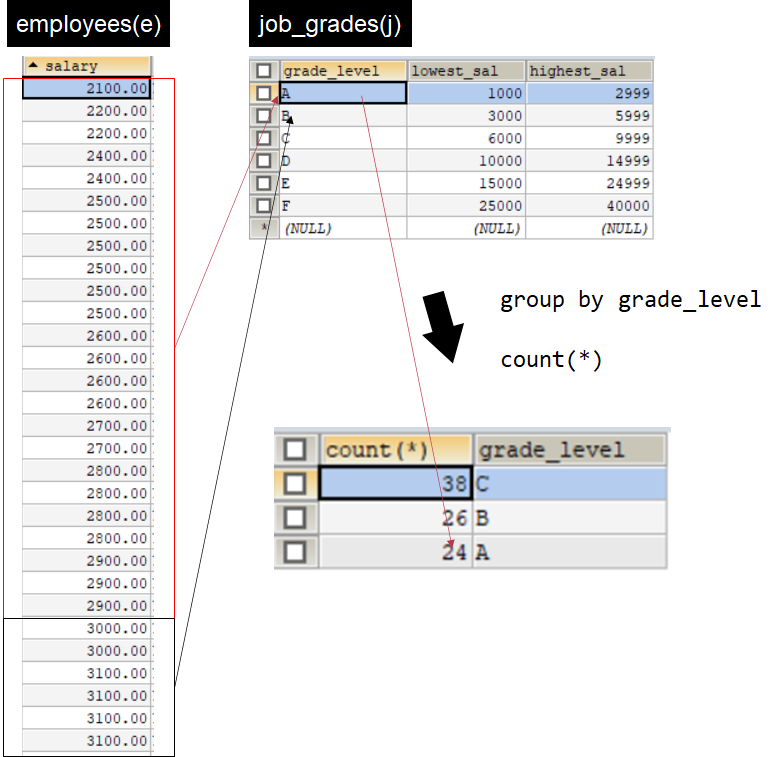 employees(e)
job_grades(j)
salary
2100.00
2200.00
2200.00
2400.00
2400.00
2500.00
2500.00
2500.00
2500.00
2500.00
2500.00
2600.00
2600.00
2600.00
2600.00
2700.00
2700.00
2800.00
2800.00
2800.00
2800.00
2900.00
2900.00
2900.00
3000.00
3000.00
3100.00
3100.00
3100.00
3100.00
grade_level lowest_sal highest_sal
A 1000 2999
B 3000 5999
C 6000 9999
D 10000 14999
E 15000 24999
F 25000 40000
* (NULL) (NULL) (NULL)
group by grade_level
count(*)
count(*) grade_level
38 C
26 B
24 A